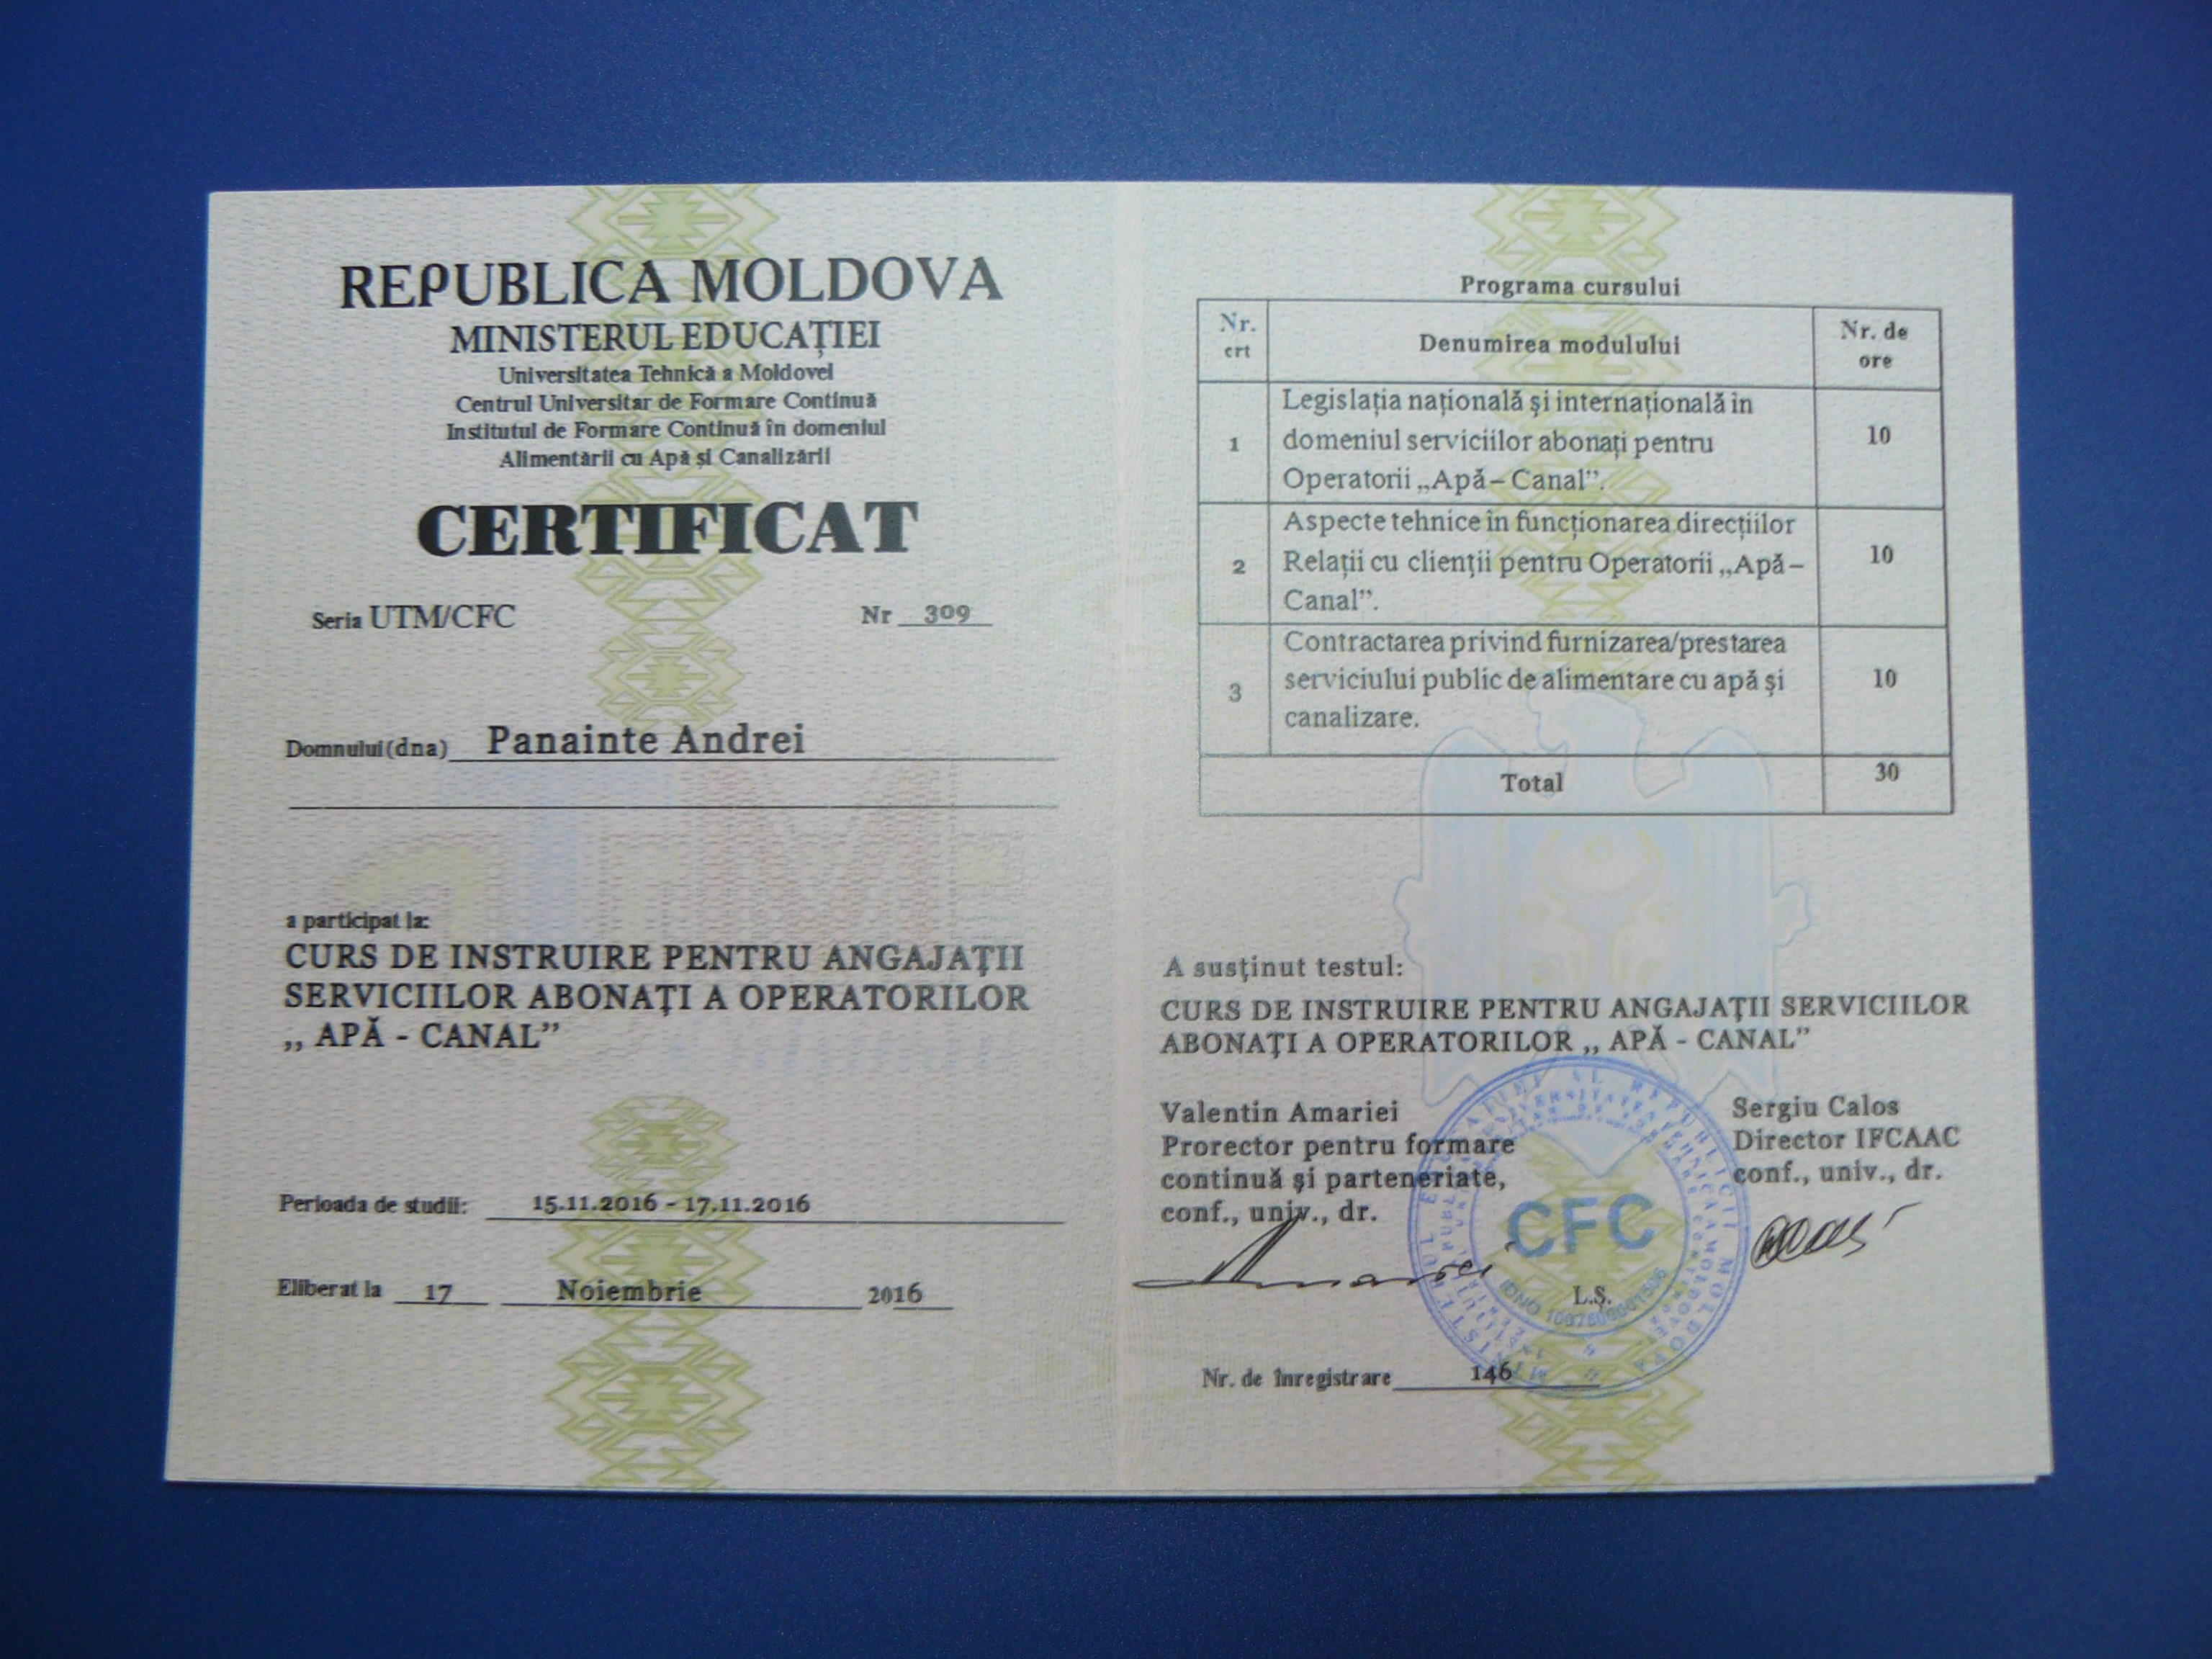 REPUBLICA MOLDOVA
MINISTERUL EDUCAȚIEI
Universitatea Tehnică a Moldovei
Centrul Universitar de Formare Continuă
Institutul de Formare Continuă în domeniul
Alimentării cu Apă și Canalizării
CERTIFICAT
Seria UTM/CFC Nr 309
Domnului(dna) Panainte Andrei
a participat la:
CURS DE INSTRUIRE PENTRU ANGAJAȚII
SERVICIILOR ABONAȚI A OPERATORILOR
,, APĂ - CANAL”
Perioada de studii: 15.11.2016 - 17.11.2016
Eliberat la 17 Noiembrie 2016
Programa cursului
Nr. crt Denumirea modulului Nr. de ore
1 Legislația națională și internațională in
domeniul serviciilor abonați pentru
Operatorii „Apă – Canal”. 10
2 Aspecte tehnice în funcționarea direcțiilor
Relații cu clienții pentru Operatorii „Apă –
Canal”. 10
3 Contractarea privind furnizarea/prestarea
serviciului public de alimentare cu apă și
canalizare. 10
Total 30
A susținut testul:
CURS DE INSTRUIRE PENTRU ANGAJAȚII SERVICIILOR
ABONAȚI A OPERATORILOR ,, APĂ - CANAL”
Valentin Amariei
Prorector pentru formare
continuă și parteneriate,
conf., univ., dr.
Sergiu Calos
Director IFCAAC
conf., univ., dr.
CFC
L.Ș.
Nr. de înregistrare 146